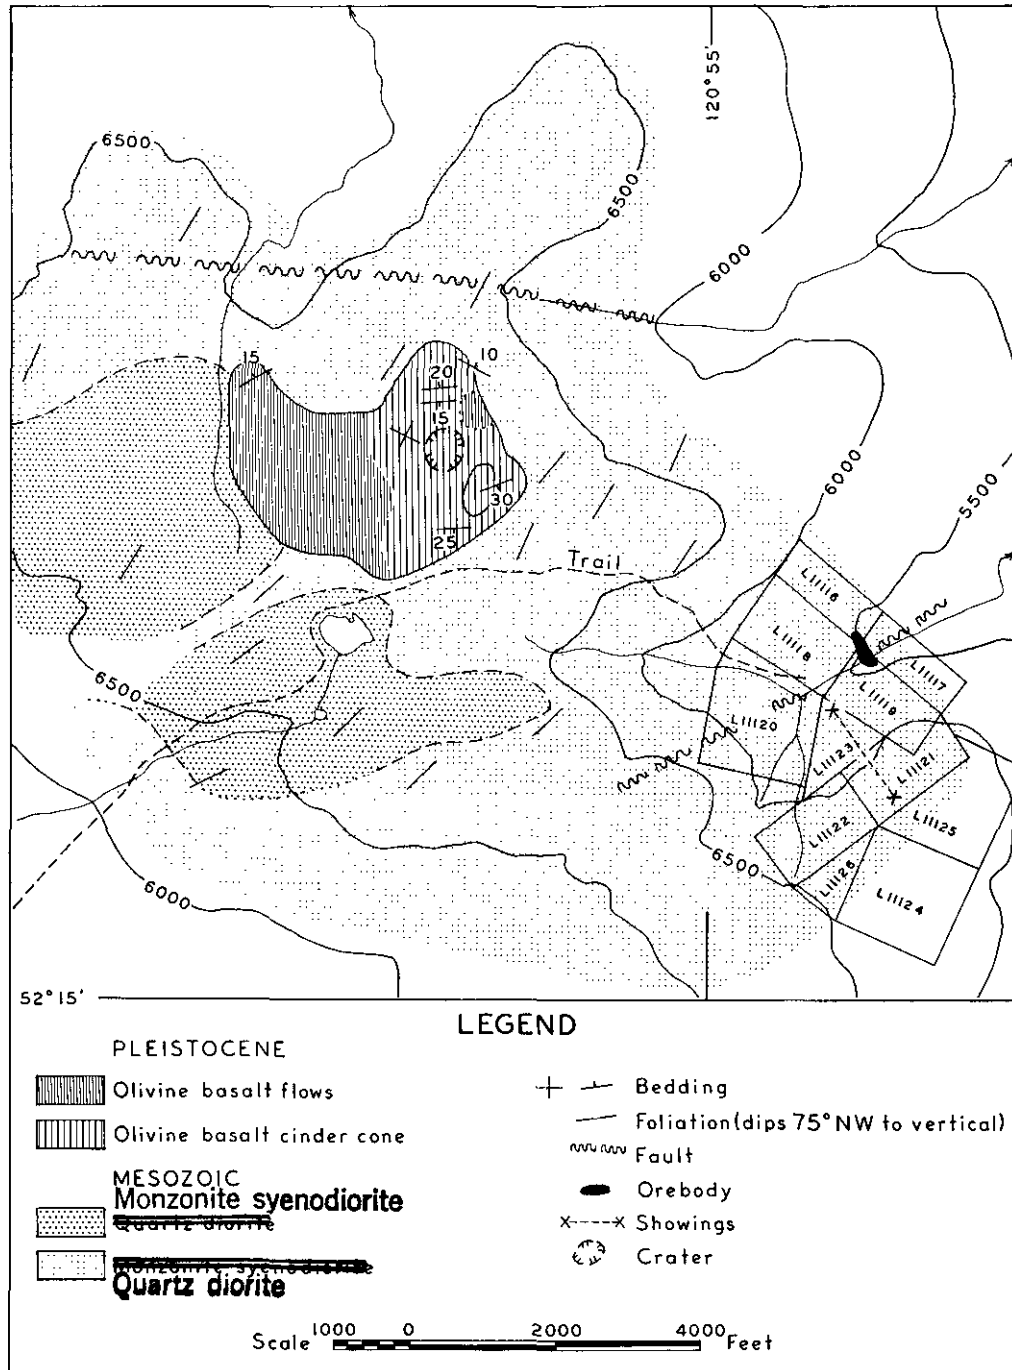 120° 55'
6500
6500
6000
15
10
20
15
6000
5500
30
25
Trail
L11116
L11118
L11117
L11119
6500
L11120
L11123
L11121
L11122
L11125
6500
L11126
6000
L11124
52° 15'
LEGEND
PLEISTOCENE
Olivine basalt flows
Olivine basalt cinder cone
MESOZOIC
Monzonite syenodiorite
Quartz diorite
Monzonite syenodiorite
Quartz diorite
Bedding
Foliation (dips 75° NW to vertical)
Fault
Orebody
Showings
Crater
Scale 1000 0 2000 4000 Feet